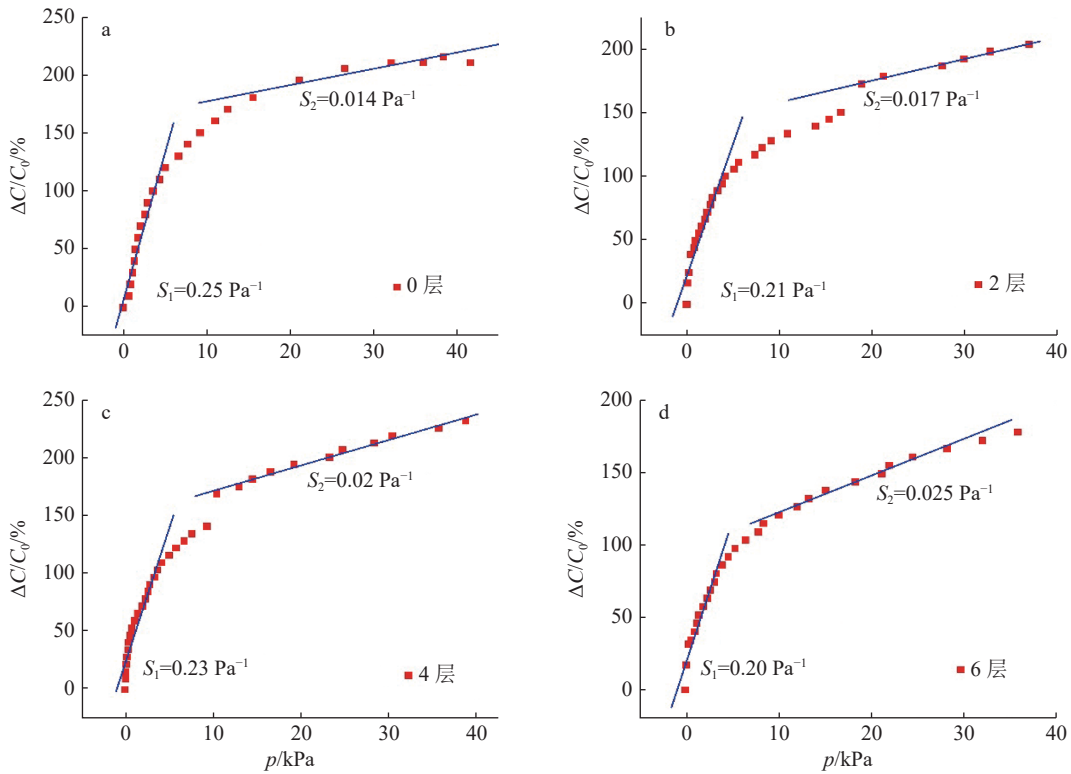 a
250
200
150
100
50
0
ΔC/C₀/%
S₂=0.014 Pa⁻¹
S₁=0.25 Pa⁻¹
0 层
0 10 20 30 40
b
200
150
100
50
0
ΔC/C₀/%
S₂=0.017 Pa⁻¹
S₁=0.21 Pa⁻¹
2 层
0 10 20 30 40
c
250
200
150
100
50
0
ΔC/C₀/%
S₂=0.02 Pa⁻¹
S₁=0.23 Pa⁻¹
4 层
0 10 20 30 40
p/kPa
d
200
150
100
50
0
ΔC/C₀/%
S₂=0.025 Pa⁻¹
S₁=0.20 Pa⁻¹
6 层
0 10 20 30 40
p/kPa